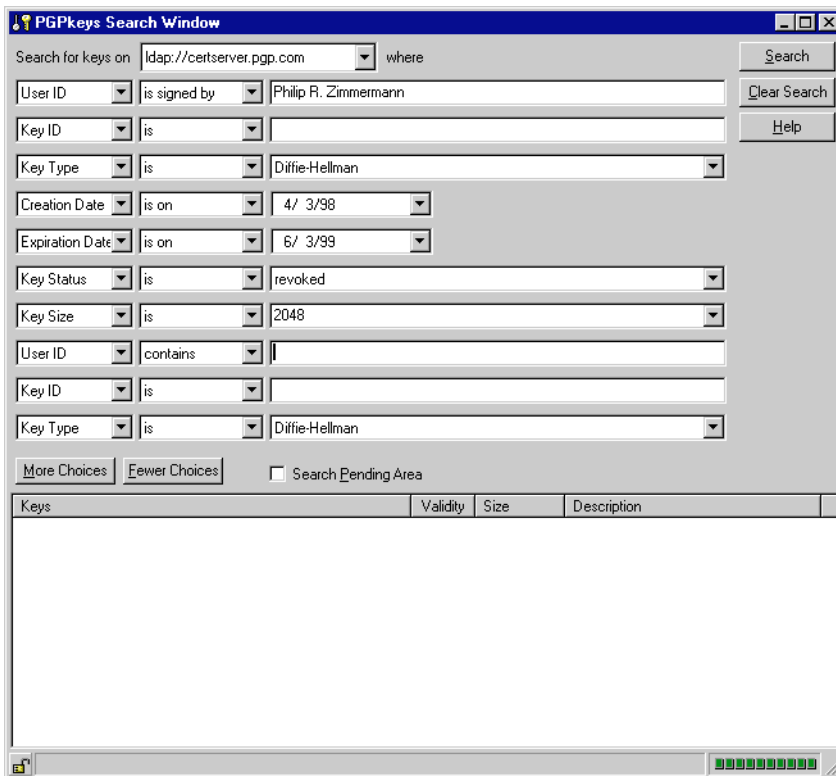 PGPkeys Search Window
Search for keys on ldap://certserver.pgp.com where Search
User ID is signed by Philip R. Zimmermann Clear Search
Key ID is Help
Key Type is Diffie-Hellman
Creation Date is on 4/ 3/98
Expiration Date is on 6/ 3/99
Key Status is revoked
Key Size is 2048
User ID contains
Key ID is
Key Type is Diffie-Hellman
More Choices Fewer Choices Search Pending Area
Keys Validity Size Description